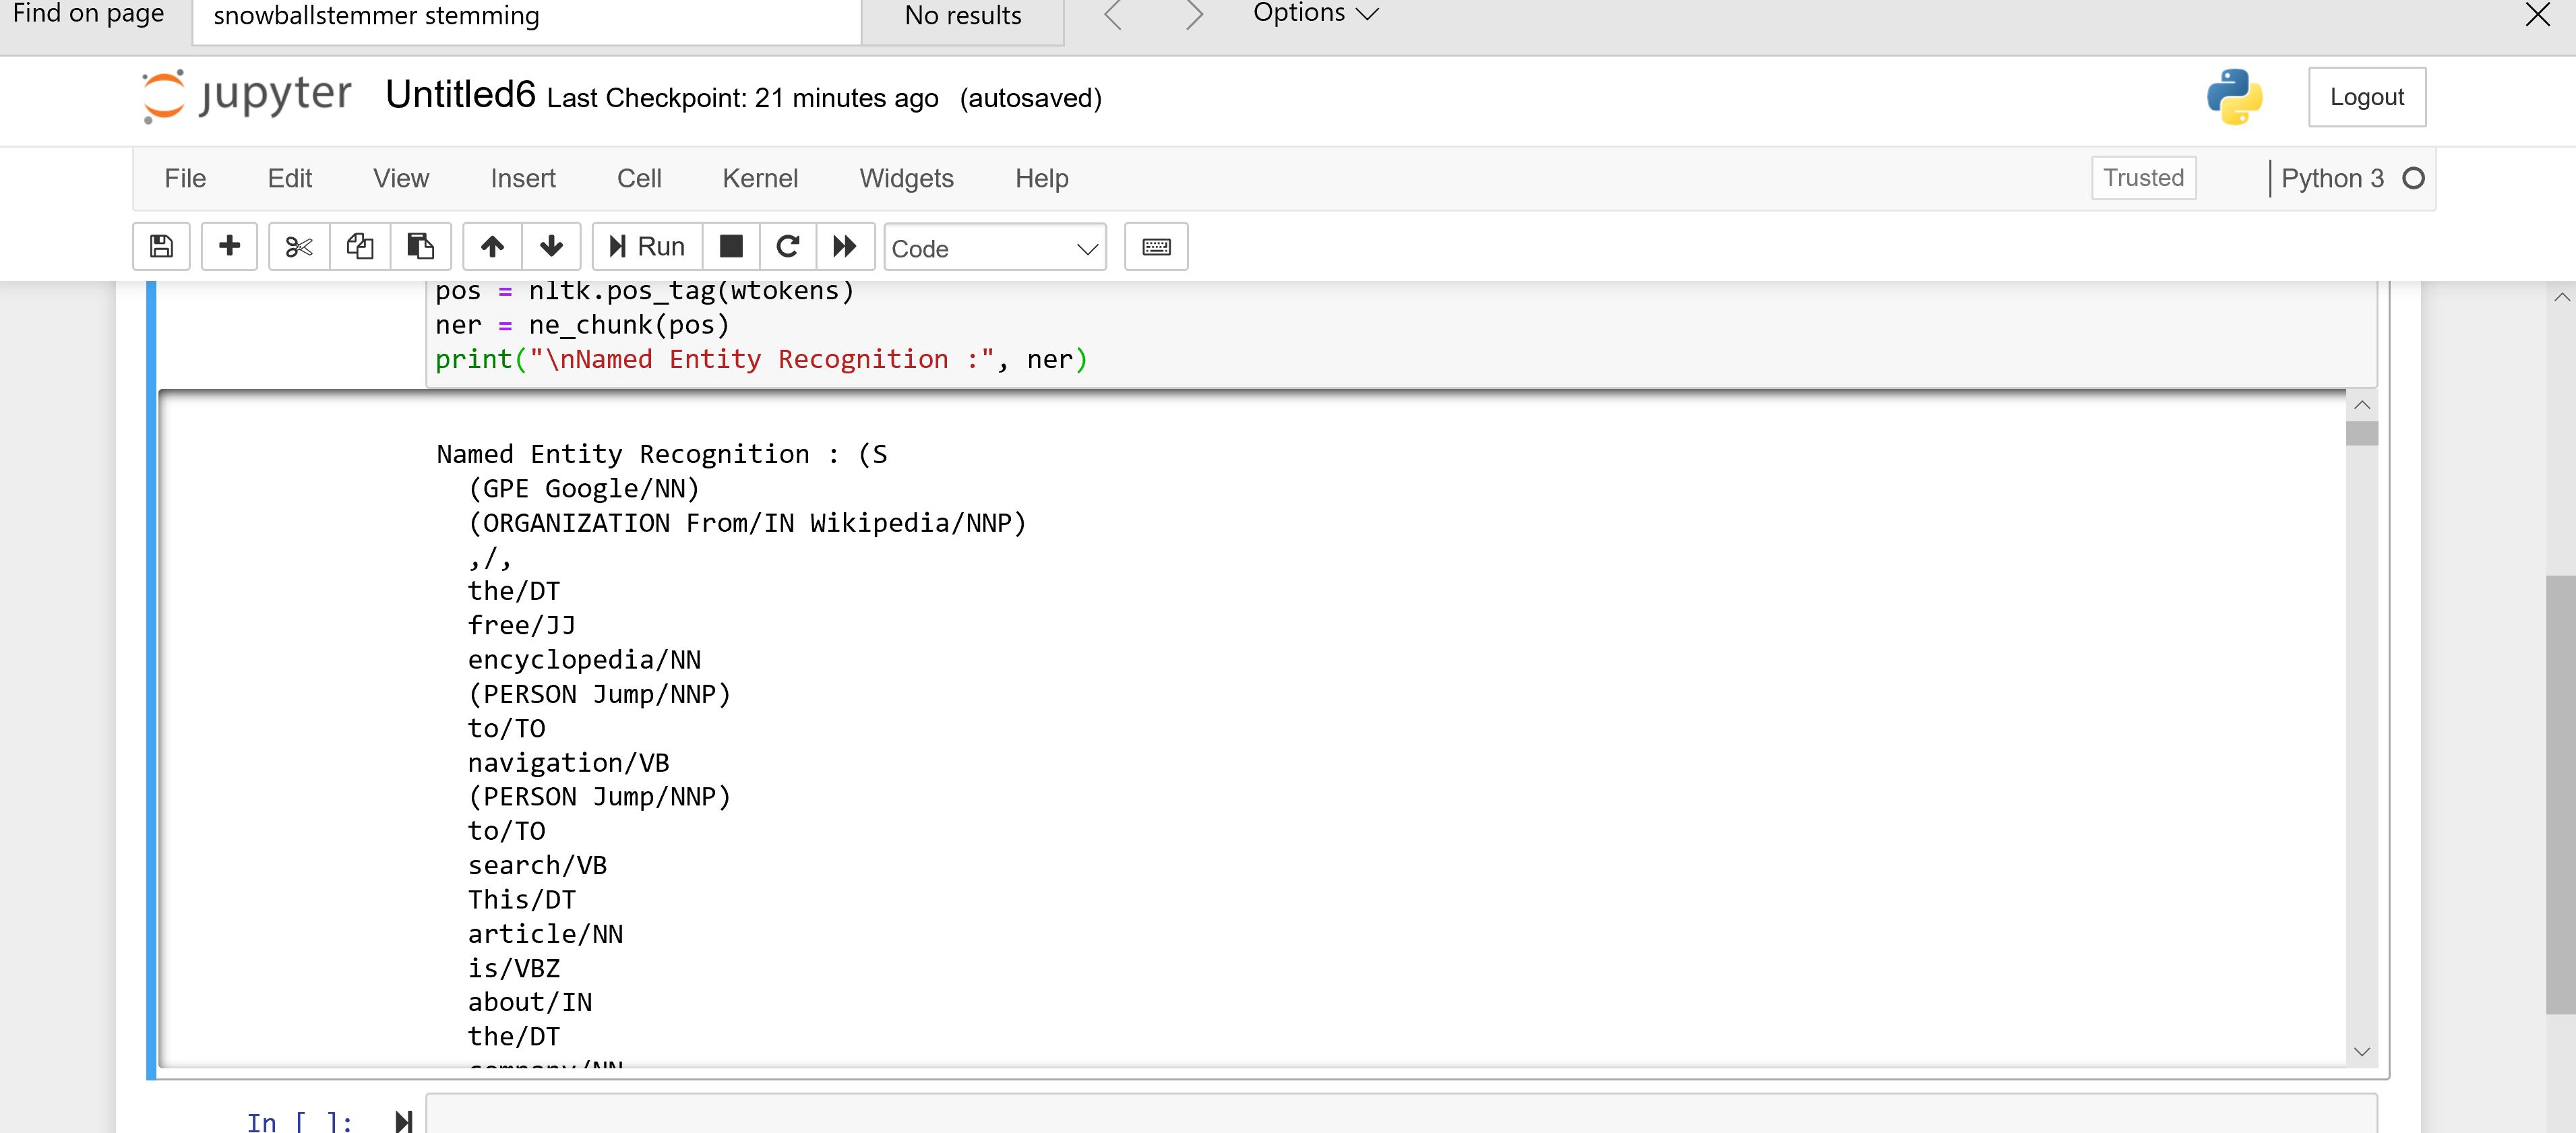 Find on page snowballstemmer stemming No results Options
jupyter Untitled6 Last Checkpoint: 21 minutes ago (autosaved) Logout
File Edit View Insert Cell Kernel Widgets Help Trusted Python 3
Run Code
pos = nltk.pos_tag(wtokens)
ner = ne_chunk(pos)
print("\nNamed Entity Recognition :", ner)
Named Entity Recognition : (S
(GPE Google/NN)
(ORGANIZATION From/IN Wikipedia/NNP)
,/,
the/DT
free/JJ
encyclopedia/NN
(PERSON Jump/NNP)
to/TO
navigation/VB
(PERSON Jump/NNP)
to/TO
search/VB
This/DT
article/NN
is/VBZ
about/IN
the/DT
company/NN
In [ ]: